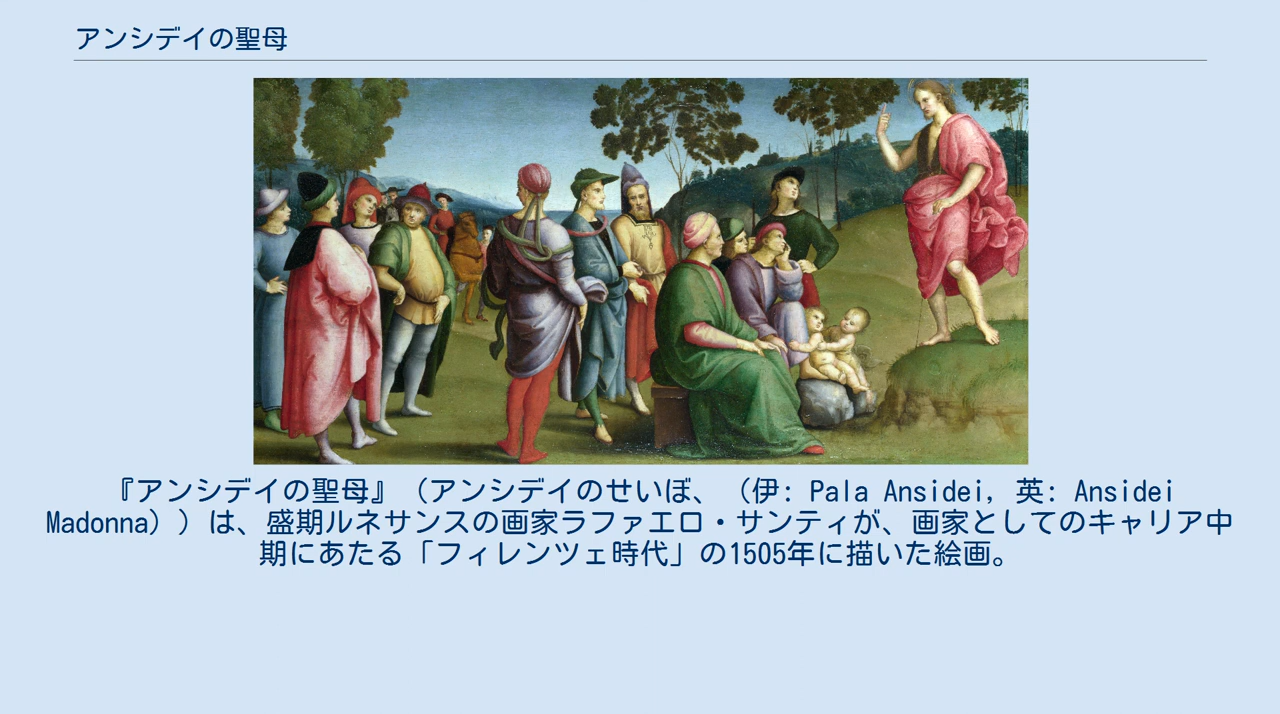 アンシデイの聖母
『アンシデイの聖母』（アンシデイのせいぼ、（伊: Pala Ansidei, 英: Ansidei
Madonna））は、盛期ルネサンスの画家ラファエロ・サンティが、画家としてのキャリア中
期にあたる「フィレンツェ時代」の1505年に描いた絵画。